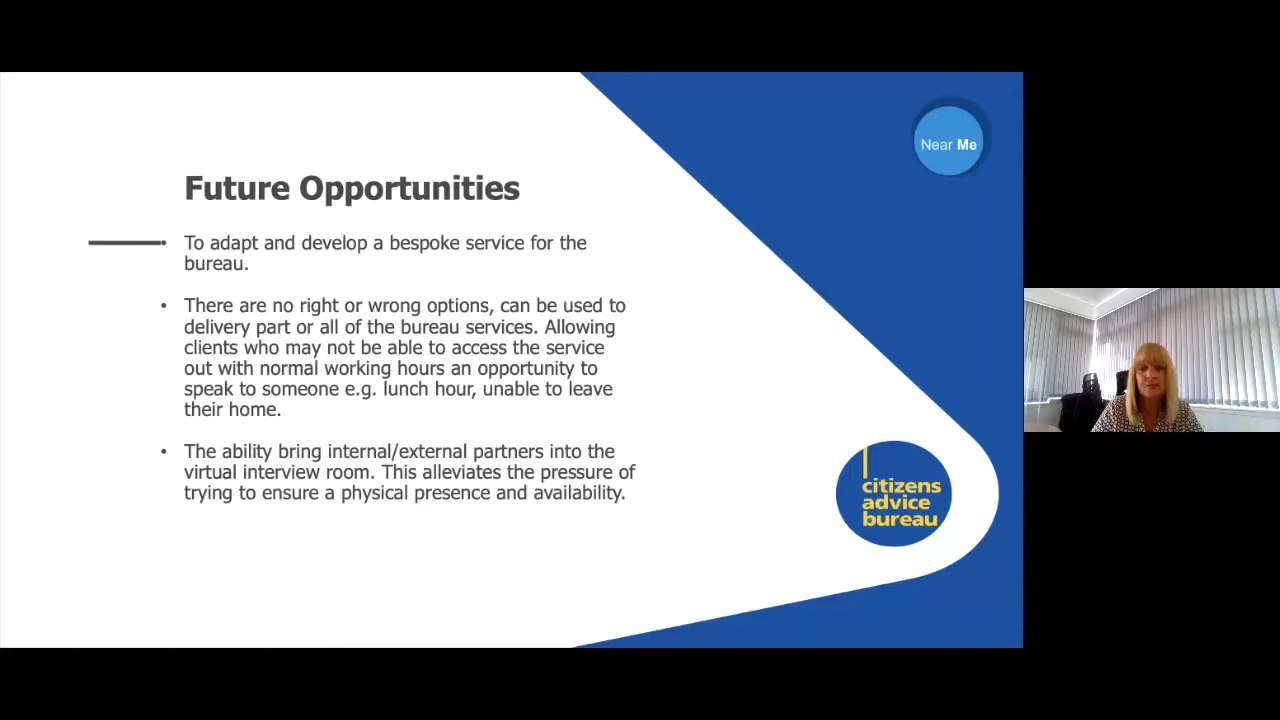 Near Me
Future Opportunities
• To adapt and develop a bespoke service for the
bureau.
• There are no right or wrong options, can be used to
delivery part or all of the bureau services. Allowing
clients who may not be able to access the service
out with normal working hours an opportunity to
speak to someone e.g. lunch hour, unable to leave
their home.
• The ability bring internal/external partners into the
virtual interview room. This alleviates the pressure of
trying to ensure a physical presence and availability.
citizens
advice
bureau